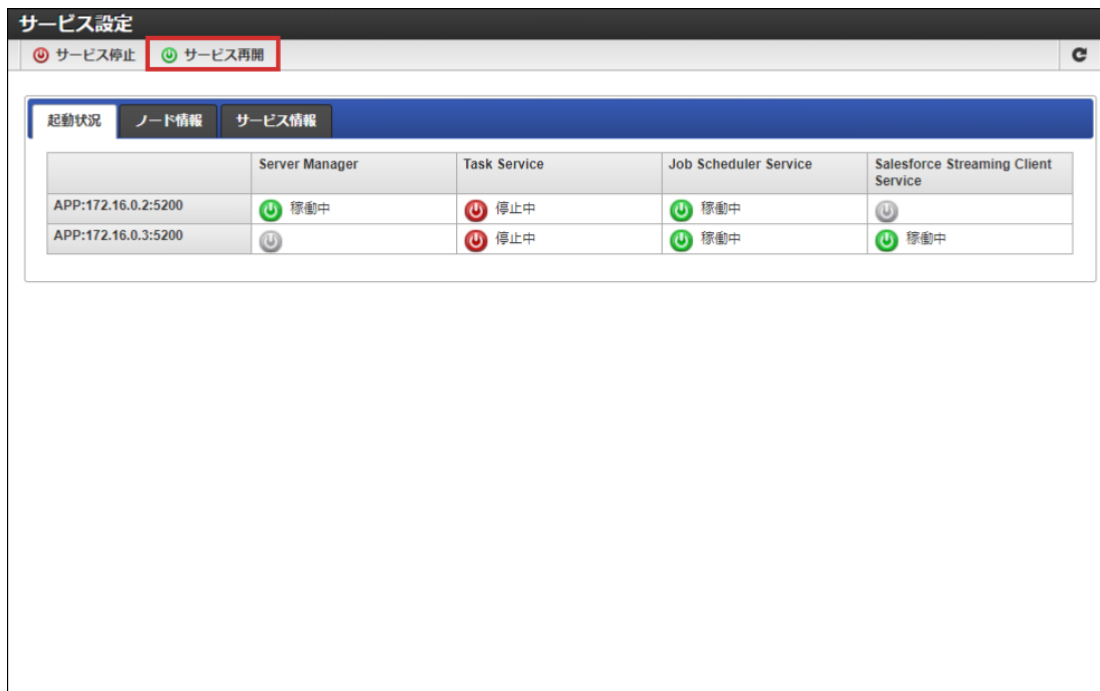 サービス設定
サービス停止 サービス再開
起動状況 ノード情報 サービス情報
Server Manager Task Service Job Scheduler Service Salesforce Streaming Client
Service
APP:172.16.0.2:5200 稼働中 停止中 稼働中
APP:172.16.0.3:5200 停止中 稼働中 稼働中